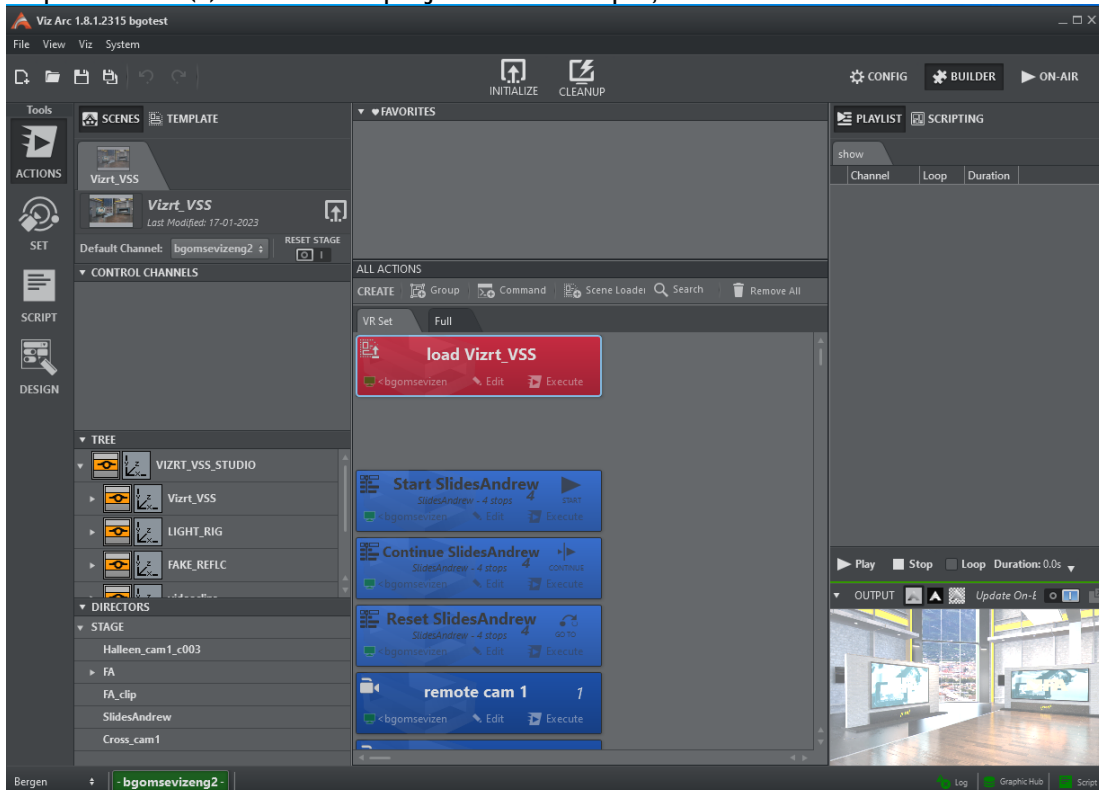 Viz Arc 1.8.1.2315 bgotest
File View Viz System
INITIALIZE CLEANUP
CONFIG BUILDER ON-AIR
Tools
ACTIONS
SET
SCRIPT
DESIGN
SCENES TEMPLATE
Vizrt_VSS
Vizrt_VSS
Last Modified: 17-01-2023
Default Channel: bgomsevizeng2 RESET STAGE
CONTROL CHANNELS
TREE
VIZRT_VSS_STUDIO
Vizrt_VSS
LIGHT_RIG
FAKE_REFLC
DIRECTORS
STAGE
Halleen_cam1_c003
FA
FA_clip
SlidesAndrew
Cross_cam1
FAVORITES
ALL ACTIONS
CREATE Group Command Scene Loader Search Remove All
VR Set Full
load Vizrt_VSS
<bgomsevizen Edit Execute
Start SlidesAndrew
SlidesAndrew - 4 stops 4 START
<bgomsevizen Edit Execute
Continue SlidesAndrew
SlidesAndrew - 4 stops 4 CONTINUE
<bgomsevizen Edit Execute
Reset SlidesAndrew
SlidesAndrew - 4 stops 4 GO TO
<bgomsevizen Edit Execute
remote cam 1 1
<bgomsevizen Edit Execute
PLAYLIST SCRIPTING
show
Channel Loop Duration
Play Stop Loop Duration: 0.0s
OUTPUT Update On-E
Bergen - bgomsevizeng2 - Log Graphic Hub Script